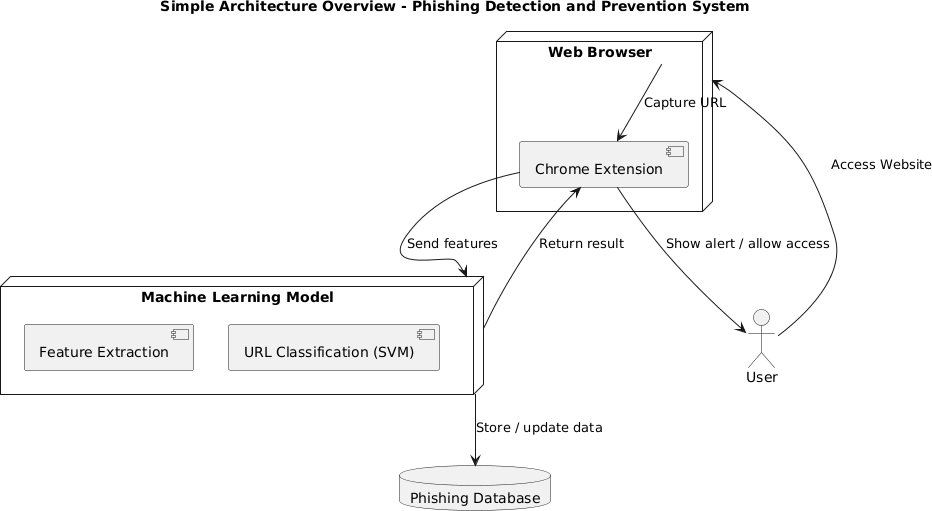 Simple Architecture Overview - Phishing Detection and Prevention System
Web Browser
Capture URL
Chrome Extension
Access Website
Send features
Return result
Show alert / allow access
Machine Learning Model
Feature Extraction
URL Classification (SVM)
User
Store / update data
Phishing Database